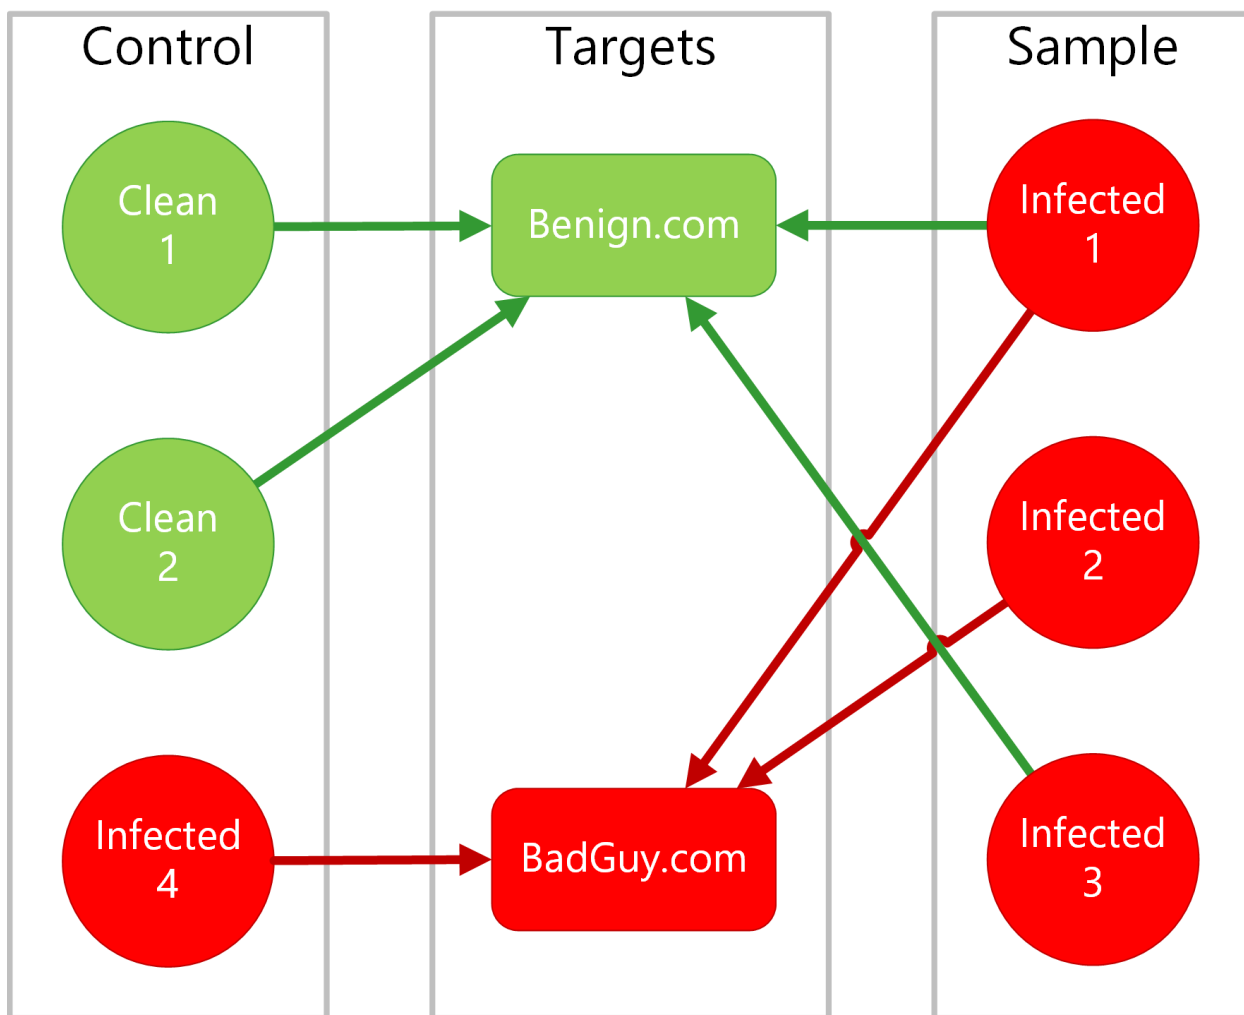 Control
Targets
Sample
Clean
1
Benign.com
Infected
1
Clean
2
Infected
2
Infected
4
BadGuy.com
Infected
3